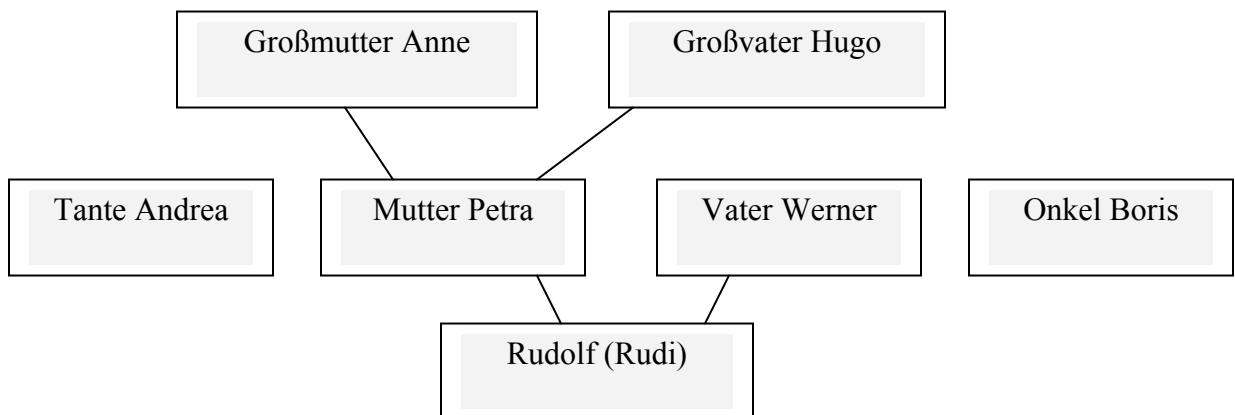 Großmutter Anne
Großvater Hugo
Tante Andrea
Mutter Petra
Vater Werner
Onkel Boris
Rudolf (Rudi)